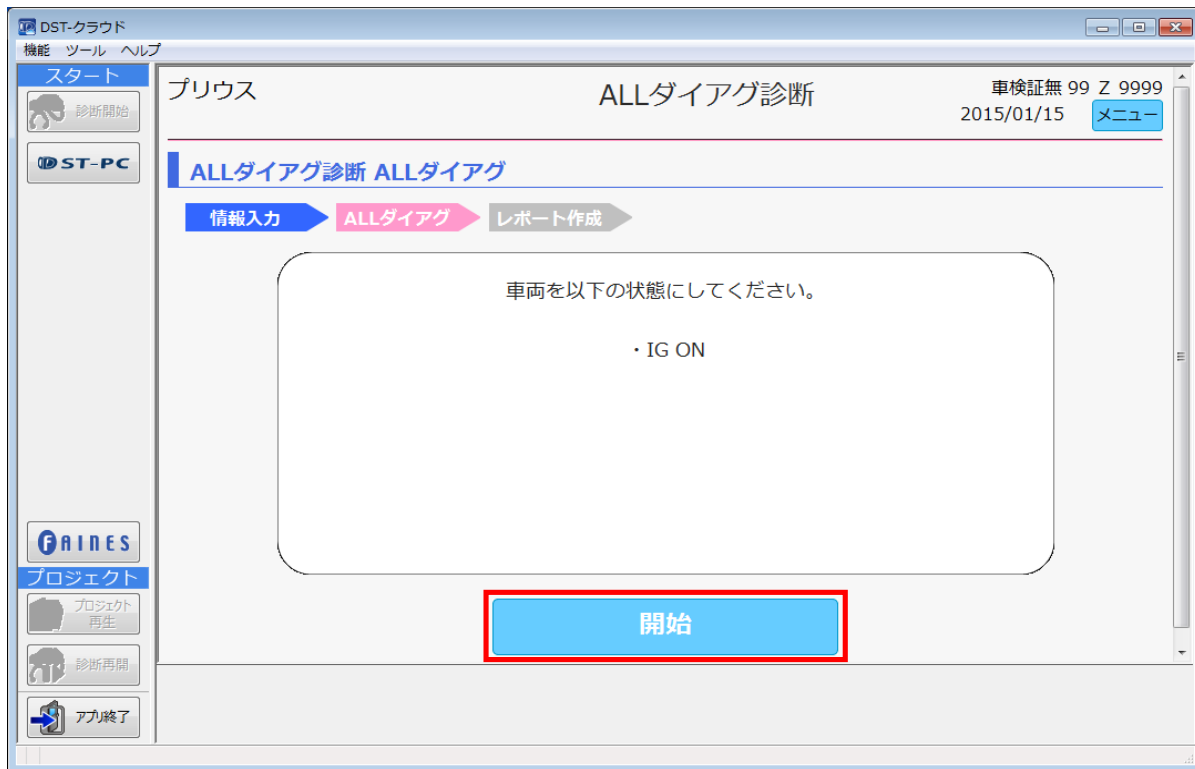 DST-クラウド
機能 ツール ヘルプ
スタート
診断開始
DST-PC
FAINES
プロジェクト
プロジェクト
再生
診断再開
アプリ終了
プリウス
ALLダイアグ診断
車検証無 99 Z 9999
2015/01/15
メニュー
ALLダイアグ診断 ALLダイアグ
情報入力
ALLダイアグ
レポート作成
車両を以下の状態にしてください。
・IG ON
開始